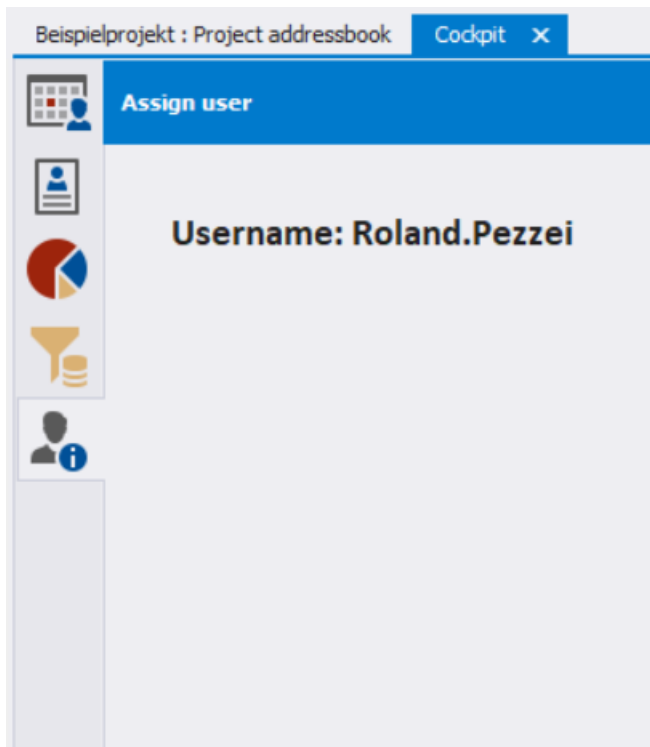 Beispielprojekt : Project addressbook
Cockpit
Assign user
Username: Roland.Pezzei